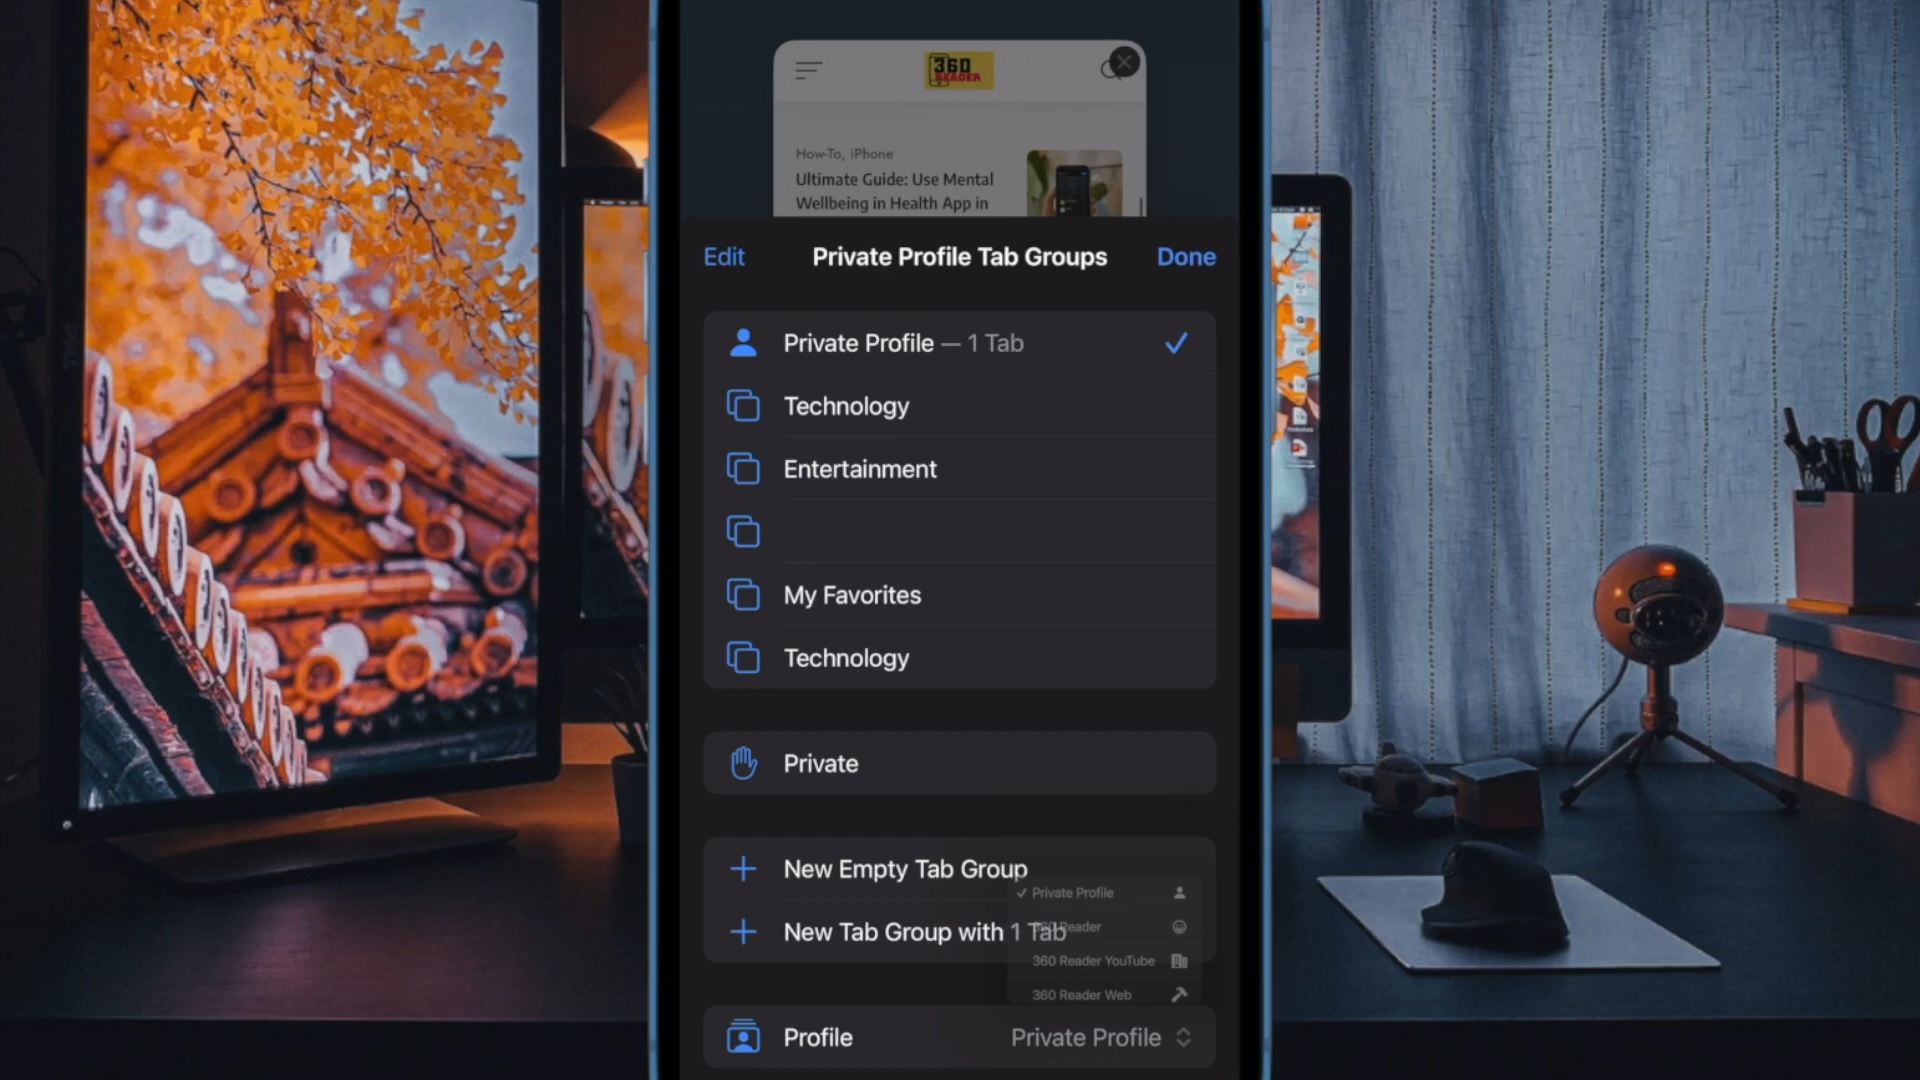 360
READER
How-To, iPhone
Ultimate Guide: Use Mental
Wellbeing in Health App in
Edit
Private Profile Tab Groups
Done
Private Profile — 1 Tab
Technology
Entertainment
My Favorites
Technology
Private
New Empty Tab Group
New Tab Group with 1 Tab
Private Profile
360 Reader
360 Reader YouTube
360 Reader Web
Profile
Private Profile